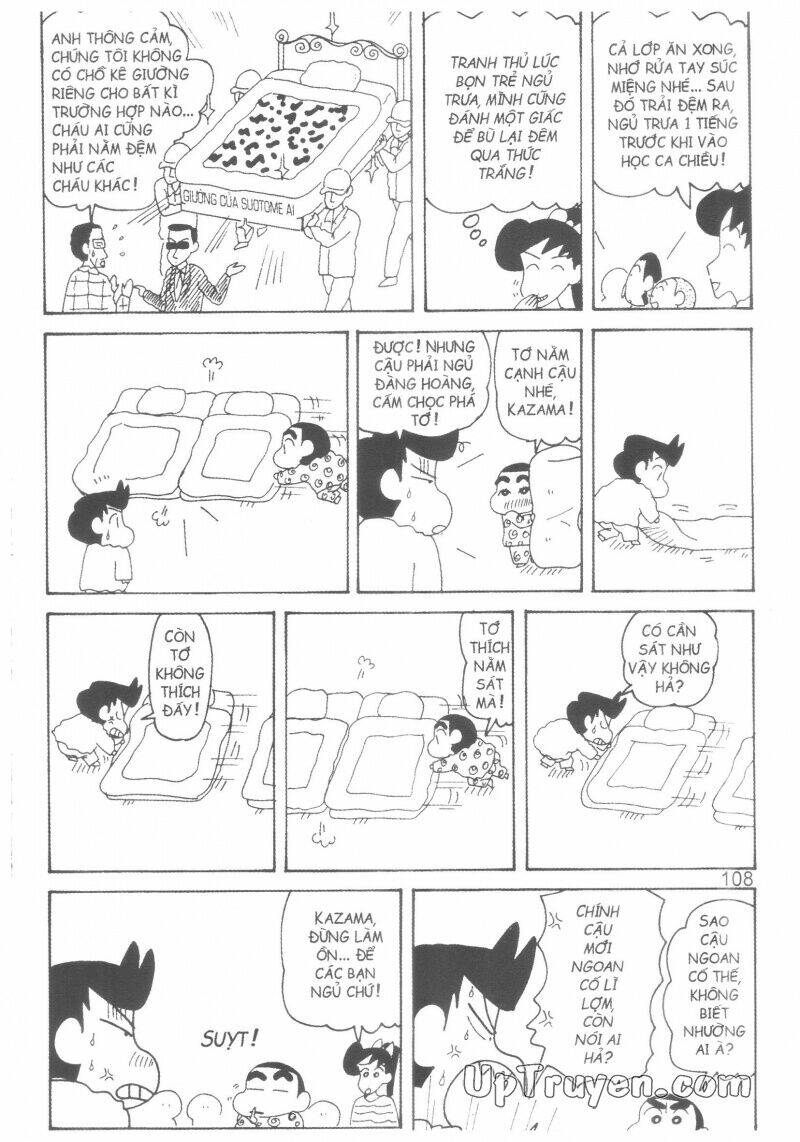 CẢ LỚP ĂN XONG,
NHỚ RỬA TAY SÚC
MIỆNG NHÉ... SAU
ĐÓ TRẢI ĐỆM RA,
NGỦ TRƯA 1 TIẾNG
TRƯỚC KHI VÀO
HỌC CA CHIỀU!
TRANH THỦ LÚC
BỌN TRẺ NGỦ
TRƯA, MÌNH CŨNG
ĐÁNH MỘT GIẤC
ĐỂ BÙ LẠI ĐÊM
QUA THỨC
TRẮNG!
ANH THÔNG CẢM,
CHÚNG TÔI KHÔNG
CÓ CHỖ KÊ GIƯỜNG
RIÊNG CHO BẤT KÌ
TRƯỜNG HỢP NÀO...
CHÁU AI CŨNG
PHẢI NẰM ĐỆM
NHƯ CÁC
CHÁU KHÁC!
GIƯỜNG CỦA SUOTOME AI
TỚ NẰM
CẠNH CẬU
NHÉ,
KAZAMA!
ĐƯỢC! NHƯNG
CẬU PHẢI NGỦ
ĐÀNG HOÀNG,
CẤM CHỌC PHÁ
TỚ!
CÓ CẦN
SÁT NHƯ
VẬY KHÔNG
HẢ?
TỚ
THÍCH
NẰM
SÁT
MÀ!
CÒN
TỚ
KHÔNG
THÍCH
ĐẤY!
108
SAO
CẬU
NGOAN
CỐ THẾ,
KHÔNG
BIẾT
NHƯỜNG
AI À?
CHÍNH
CẬU
MỚI
NGOAN
CỐ LÌ
LỢM,
CÒN
NÓI AI
HẢ?
KAZAMA,
ĐỪNG LÀM
ỒN... ĐỂ
CÁC BẠN
NGỦ CHỨ!
SUỴT!
UpTruyen.com